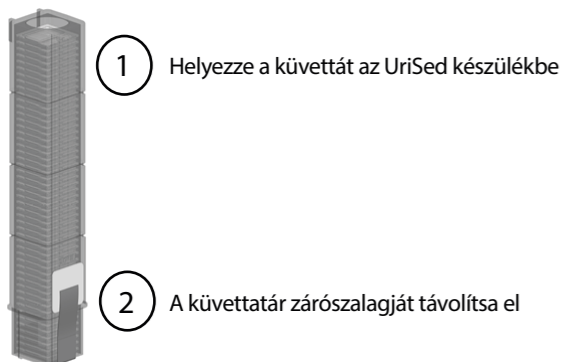 1 Helyezze a küvettát az UriSed készülékbe
2 A küvettatár zárószalagját távolítsa el